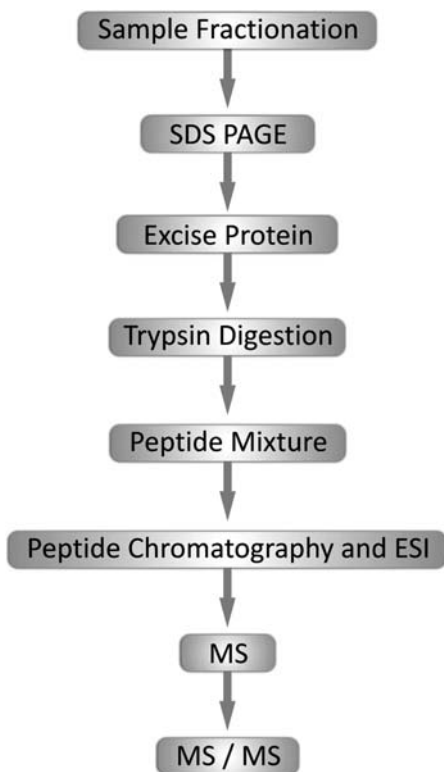 Sample Fractionation
SDS PAGE
Excise Protein
Trypsin Digestion
Peptide Mixture
Peptide Chromatography and ESI
MS
MS / MS